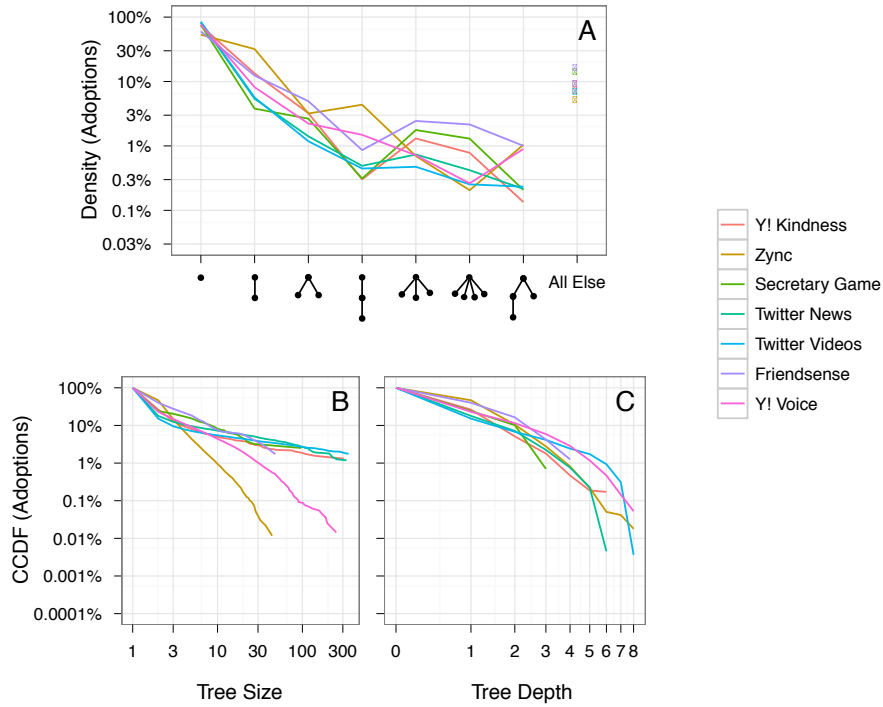 A
100%
30%
10%
3%
1%
0.3%
0.1%
0.03%
Density (Adoptions)
All Else
Y! Kindness
Zync
Secretary Game
Twitter News
Twitter Videos
Friendsense
Y! Voice
B
C
100%
10%
1%
0.1%
0.01%
0.001%
0.0001%
CCDF (Adoptions)
1 3 10 30 100 300
0 1 2 3 4 5 6 7 8
Tree Size
Tree Depth